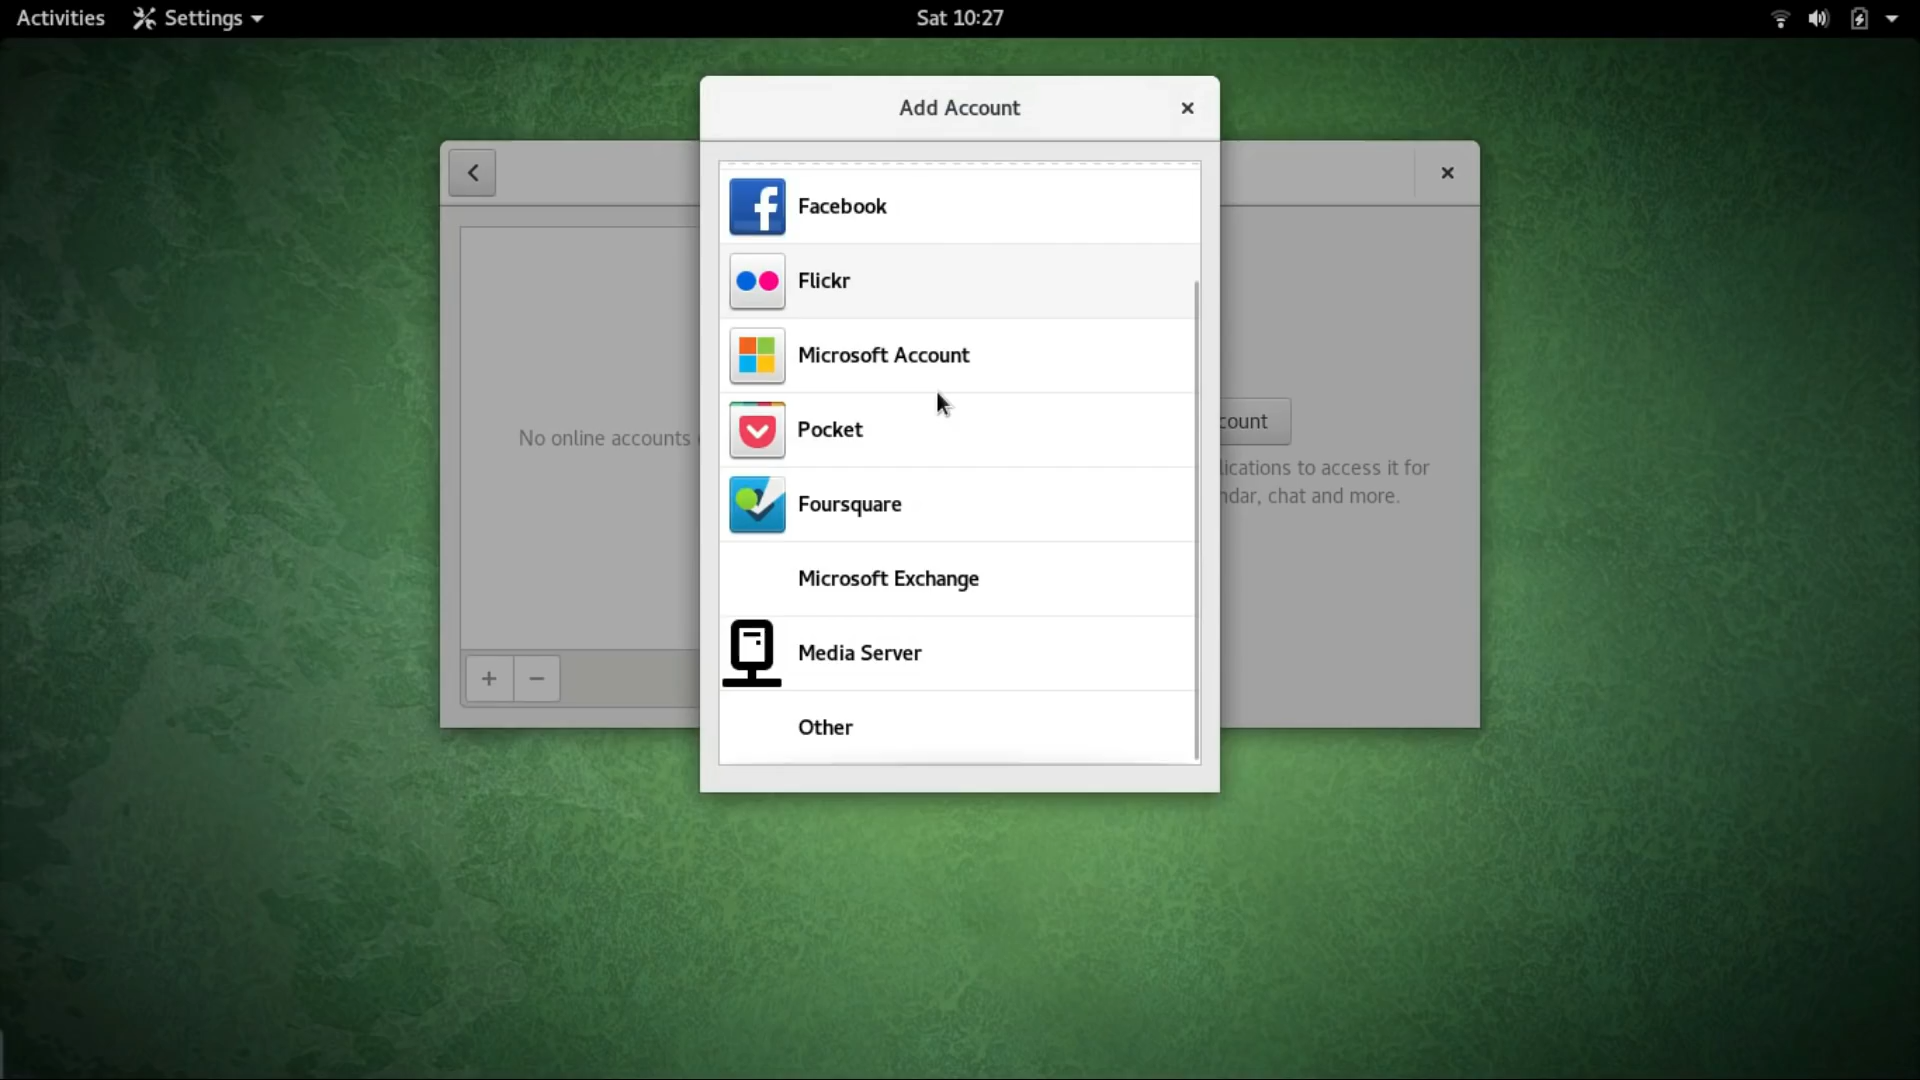 Activities Settings Sat 10:27
Add Account
Facebook
Flickr
Microsoft Account
Pocket
Foursquare
Microsoft Exchange
Media Server
Other
No online accounts
count
lications to access it for
ndar, chat and more.